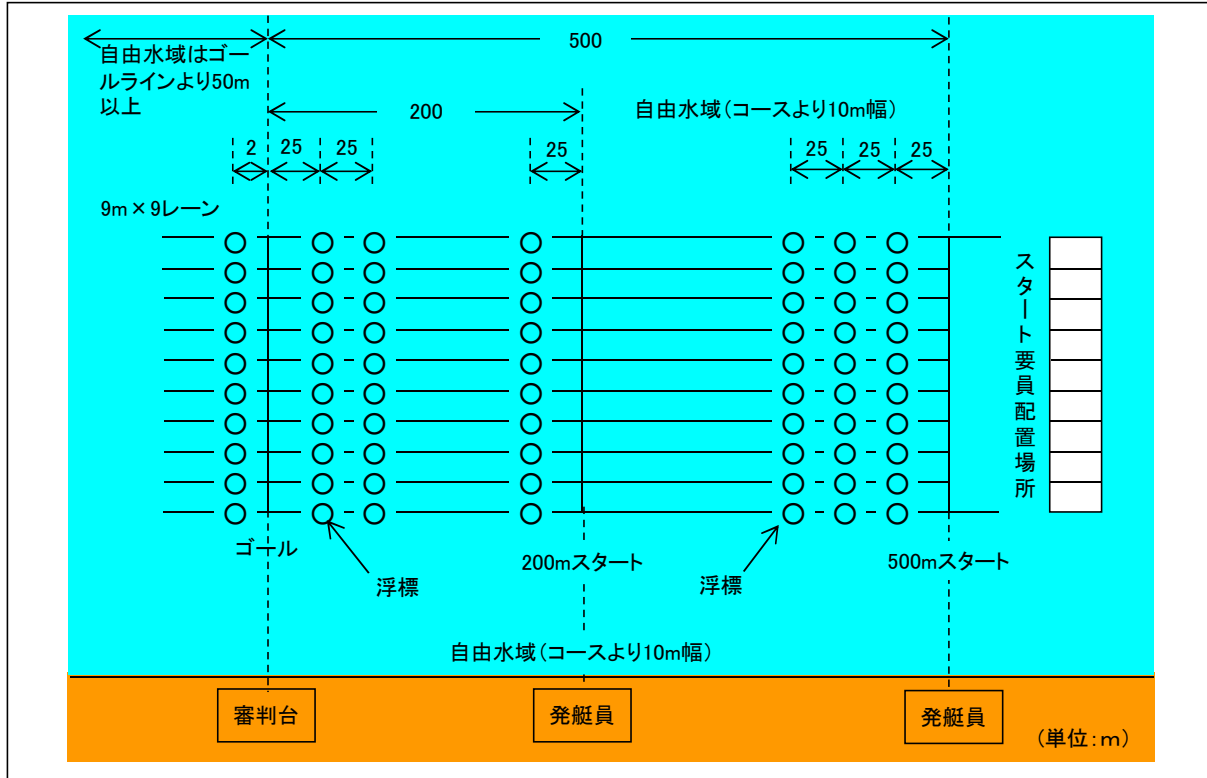 500
自由水域はゴー
ルラインより50m
以上
200
自由水域(コースより10m幅)
2
25
25
25
25
25
25
9m×9レーン
スタート要員配置場所
ゴール
200mスタート
500mスタート
浮標
浮標
自由水域(コースより10m幅)
審判台
発艇員
発艇員
(単位:m)